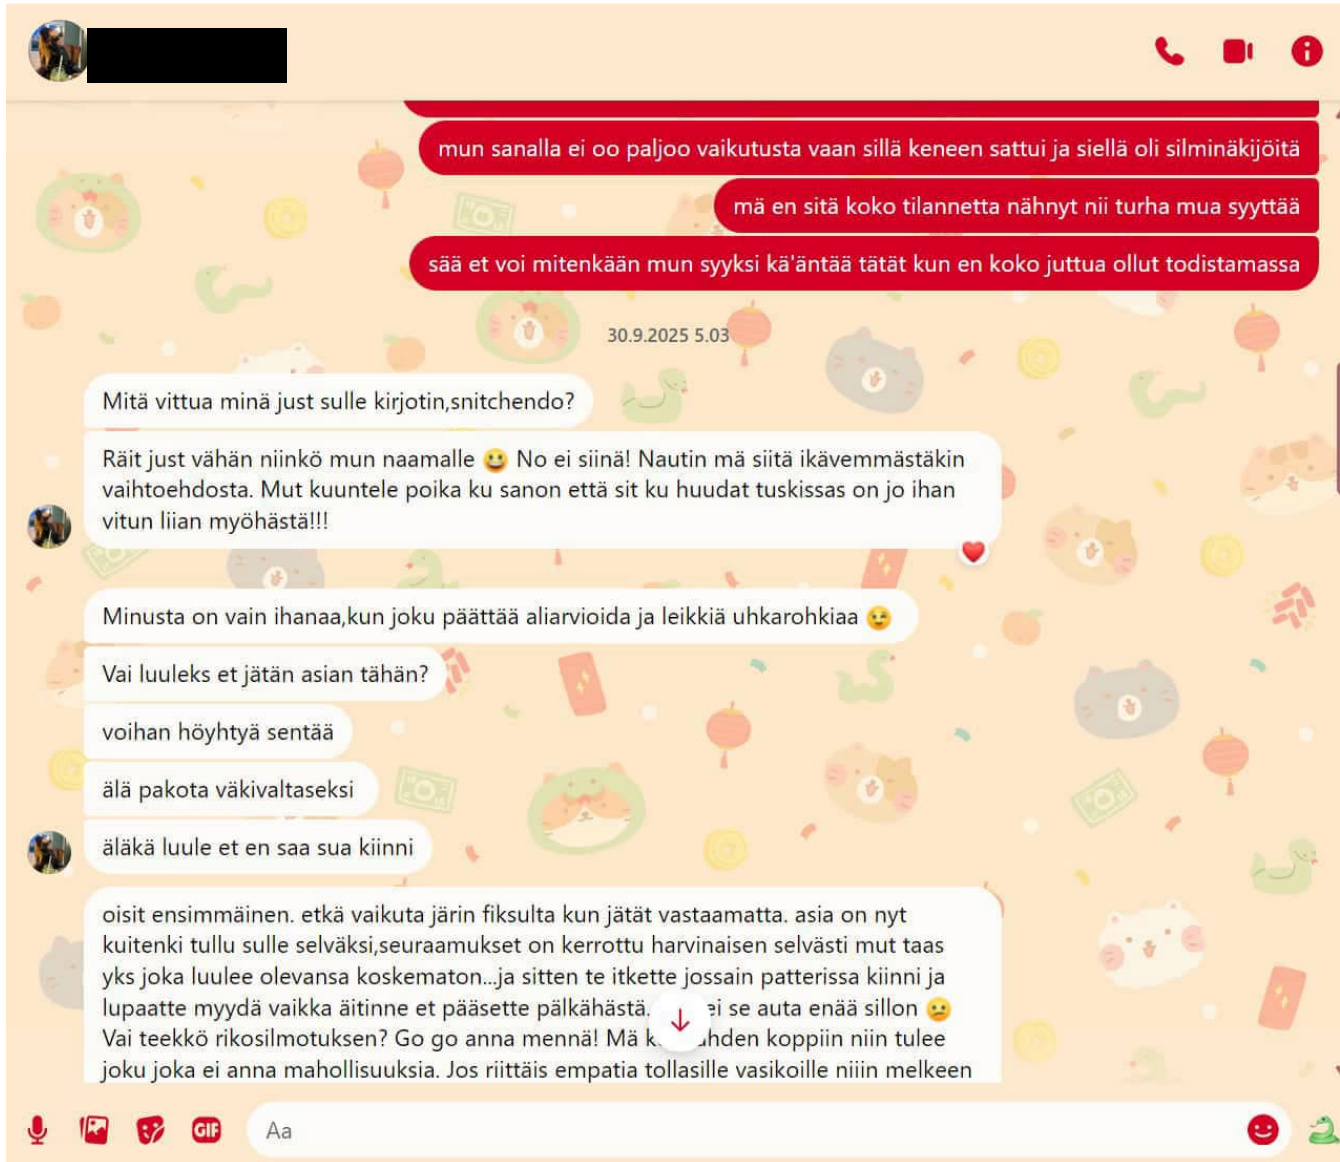 mun sanalla ei oo paljoo vaikutusta vaan sillä keneen sattui ja siellä oli silminäkijöitä
mä en sitä koko tilannetta nähnyt nii turha mua syyttää
sää et voi mitenkään mun syyksi kä'äntää tätät kun en koko juttua ollut todistamassa
30.9.2025 5.03
Mitä vittua minä just sulle kirjotin,snitchendo?
Räit just vähän niinkö mun naamalle 😀 No ei siinä! Nautin mä siitä ikävemmästäkin
vaihtoehdosta. Mut kuuntele poika ku sanon että sit ku huudat tuskissas on jo ihan
vitun liian myöhästä!!!
Minusta on vain ihanaa,kun joku päättää aliarvioida ja leikkiä uhkarohkiaa 😉
Vai luuleks et jätän asian tähän?
voihan höyhtyä sentää
älä pakota väkivaltaseksi
äläkä luule et en saa sua kiinni
oisit ensimmäinen. etkä vaikuta järin fiksulta kun jätät vastaamatta. asia on nyt
kuitenki tullu sulle selväksi,seuraamukset on kerrottu harvinaisen selvästi mut taas
yks joka luulee olevansa koskematon...ja sitten te itkette jossain patterissa kiinni ja
lupaatte myydä vaikka äitinne et pääsette pälkähästä. ei se auta enää sillon 🫤
Vai teekkö rikosilmotuksen? Go go anna mennä! Mä koppiin niin tulee
joku joka ei anna mahollisuuksia. Jos riittäis empatia tollasille vasikoille niiin melkeen
GIF
Aa